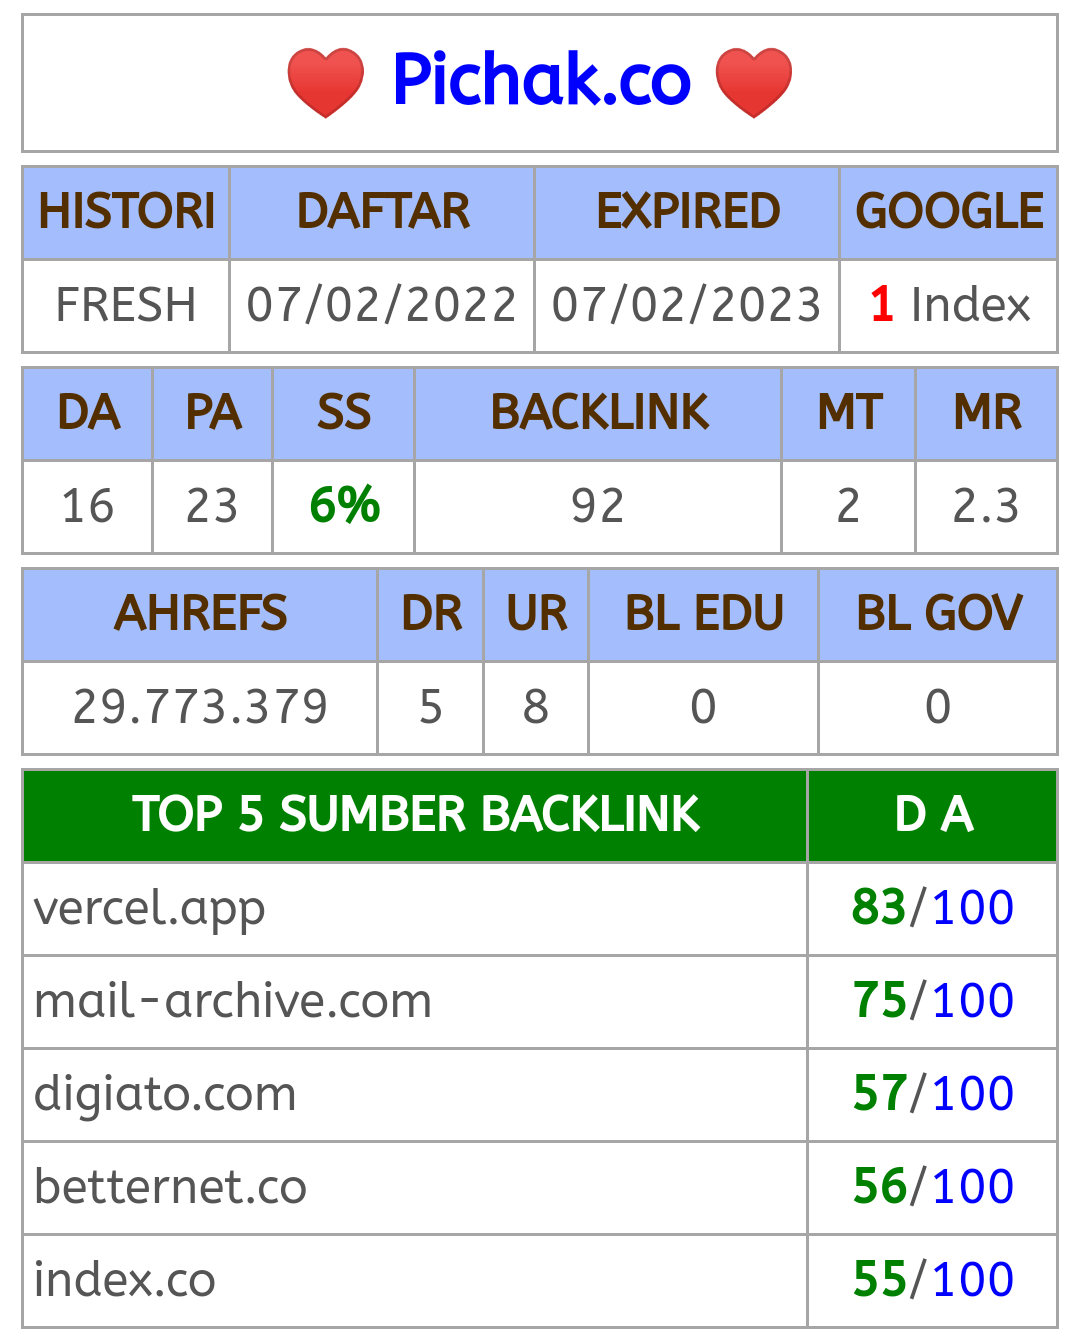 Pichak.co
HISTORI DAFTAR EXPIRED GOOGLE
FRESH 07/02/2022 07/02/2023 1 Index
DA PA SS BACKLINK MT MR
16 23 6% 92 2 2.3
AHREFS DR UR BL EDU BL GOV
29.773.379 5 8 0 0
TOP 5 SUMBER BACKLINK D A
vercel.app 83/100
mail-archive.com 75/100
digiato.com 57/100
betternet.co 56/100
index.co 55/100